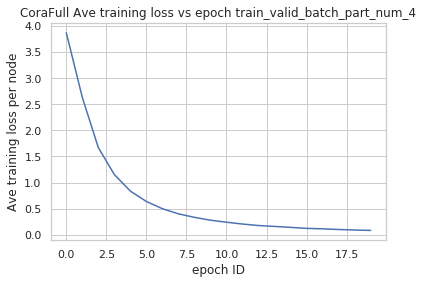 CoraFull Ave training loss vs epoch train_valid_batch_part_num_4
Ave training loss per node
4.0
3.5
3.0
2.5
2.0
1.5
1.0
0.5
0.0
0.0 2.5 5.0 7.5 10.0 12.5 15.0 17.5
epoch ID